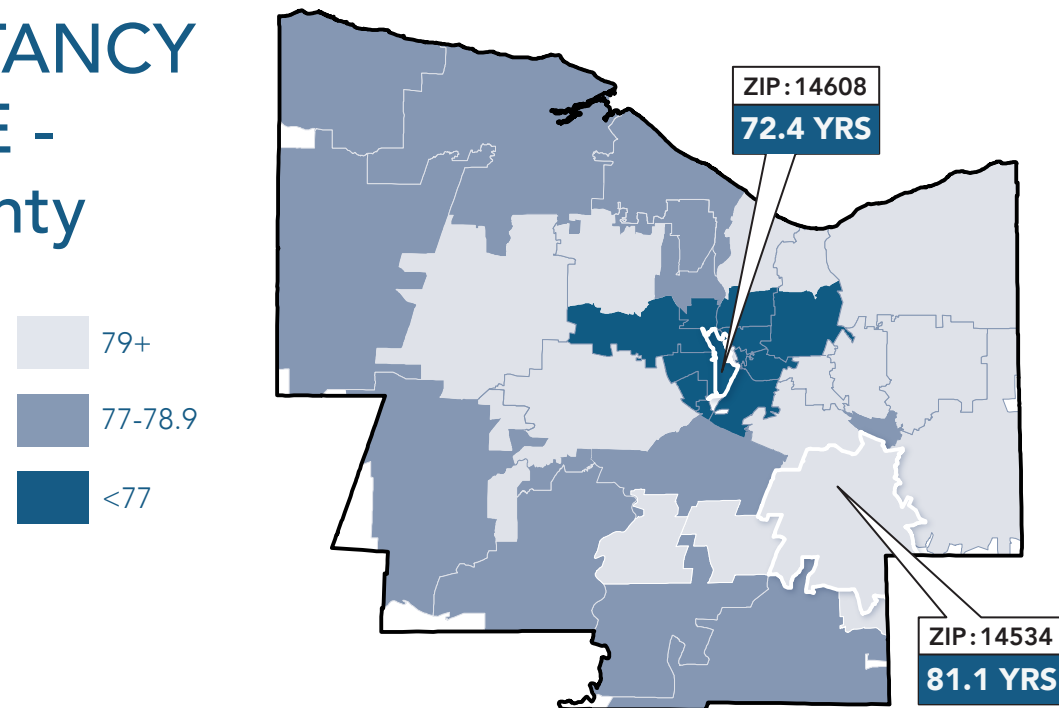 TANCY
E -
nty
79+
77-78.9
<77
ZIP:14608
72.4 YRS
ZIP:14534
81.1 YRS